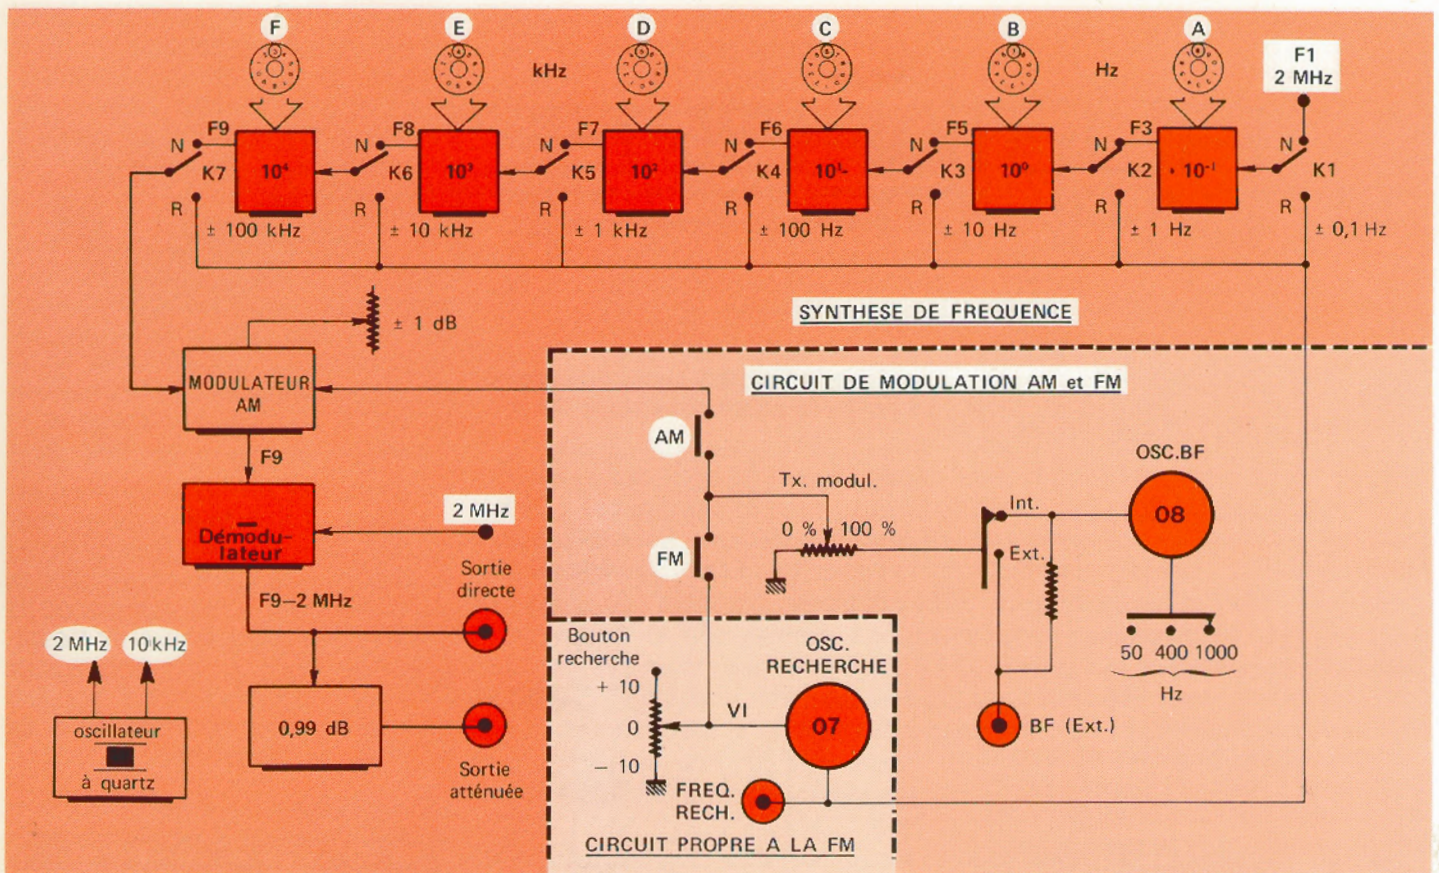 F E D C B A
kHz Hz
F1
2 MHz
N F9 10⁴ N F8 10³ N F7 10² N F6 10¹ N F5 10⁰ N F3 10⁻¹ N
K7 K6 K5 K4 K3 K2 K1
R R R R R R R
± 100 kHz ± 10 kHz ± 1 kHz ± 100 Hz ± 10 Hz ± 1 Hz ± 0,1 Hz
SYNTHESE DE FREQUENCE
± 1 dB
MODULATEUR
AM
CIRCUIT DE MODULATION AM et FM
AM
F9
OSC.BF
Tx. modul.
2 MHz
Int.
08
Démodu-
lateur
0 % 100 %
FM
Ext.
Sortie
directe
F9–2 MHz
2 MHz 10 kHz
Bouton
recherche
OSC.
RECHERCHE
50 400 1000
Hz
+ 10
0
– 10
VI
07
BF (Ext.)
oscillateur
à quartz
0,99 dB
Sortie
atténuée
FREQ.
RECH.
CIRCUIT PROPRE A LA FM